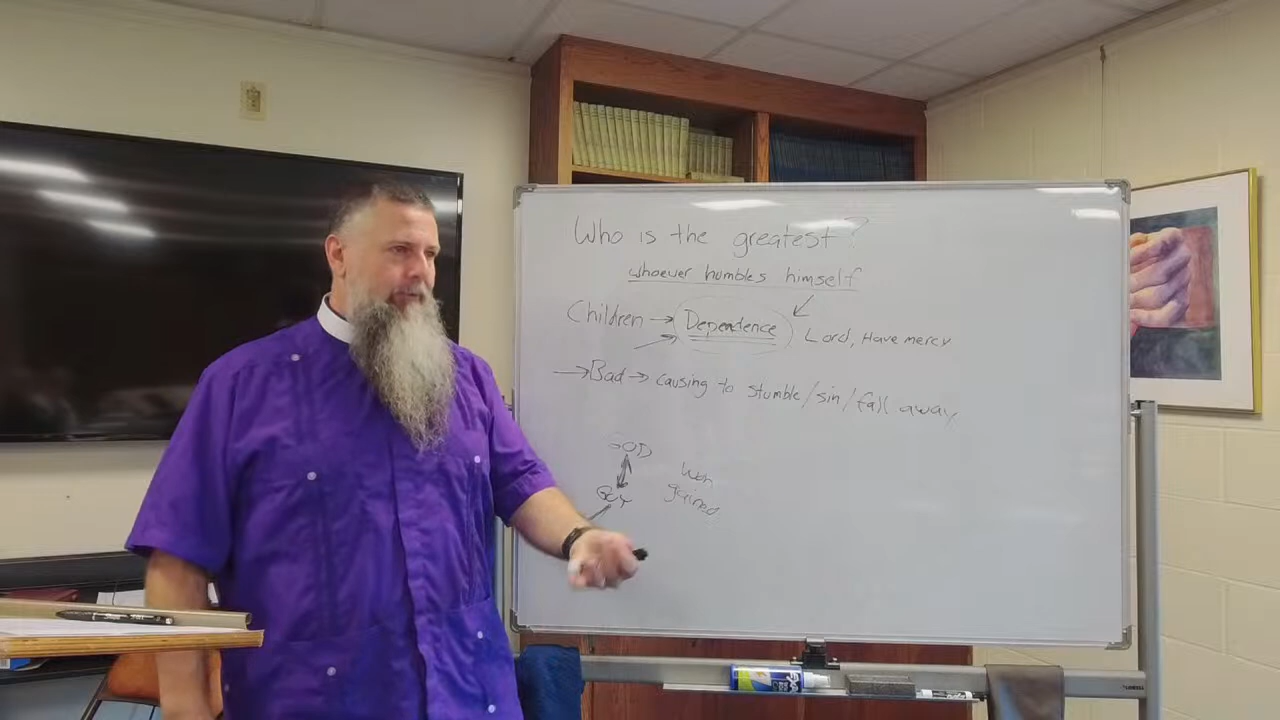 Who is the greatest?
whoever humbles himself
Children → Dependence
Lord, Have mercy
→ Bad → causing to stumble/sin/fall away
GOD
gained